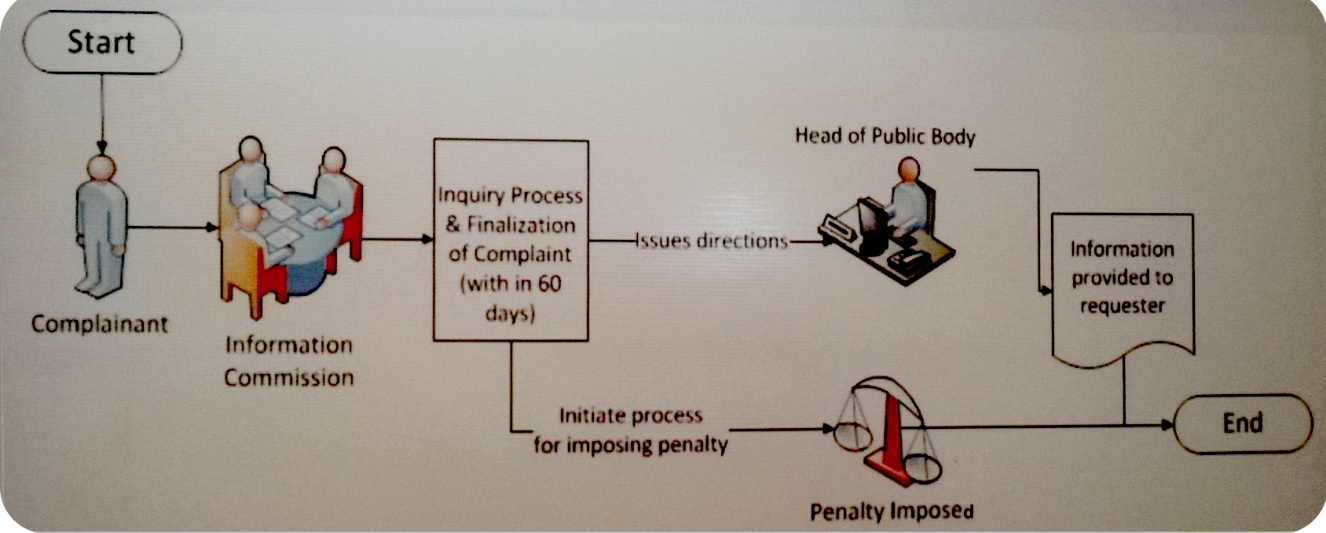 Start
Complainant
Information
Commission
Inquiry Process
& Finalization
of Complaint
(with in 60
days)
Issues directions
Head of Public Body
Information
provided to
requester
Initiate process
for imposing penalty
Penalty Imposed
End